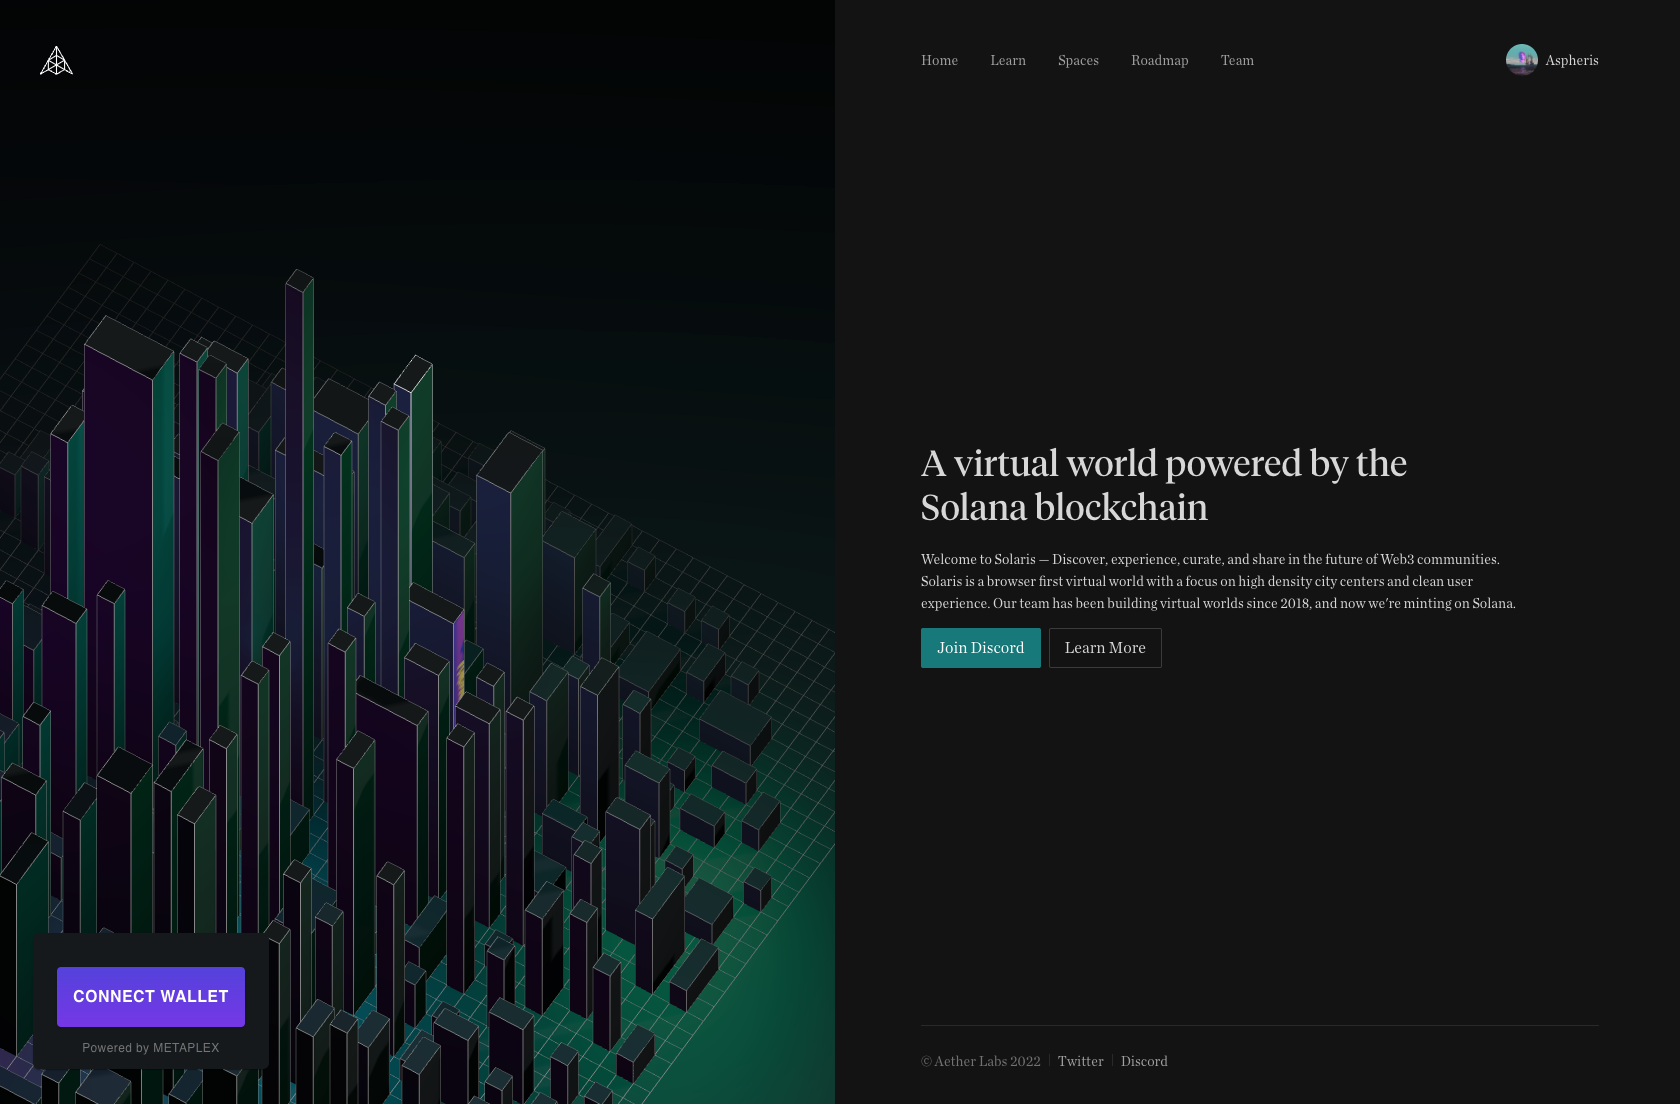 Home Learn Spaces Roadmap Team Aspheris
A virtual world powered by the
Solana blockchain
Welcome to Solaris — Discover, experience, curate, and share in the future of Web3 communities.
Solaris is a browser first virtual world with a focus on high density city centers and clean user
experience. Our team has been building virtual worlds since 2018, and now we're minting on Solana.
Join Discord Learn More
CONNECT WALLET
Powered by METAPLEX
© Aether Labs 2022 Twitter Discord